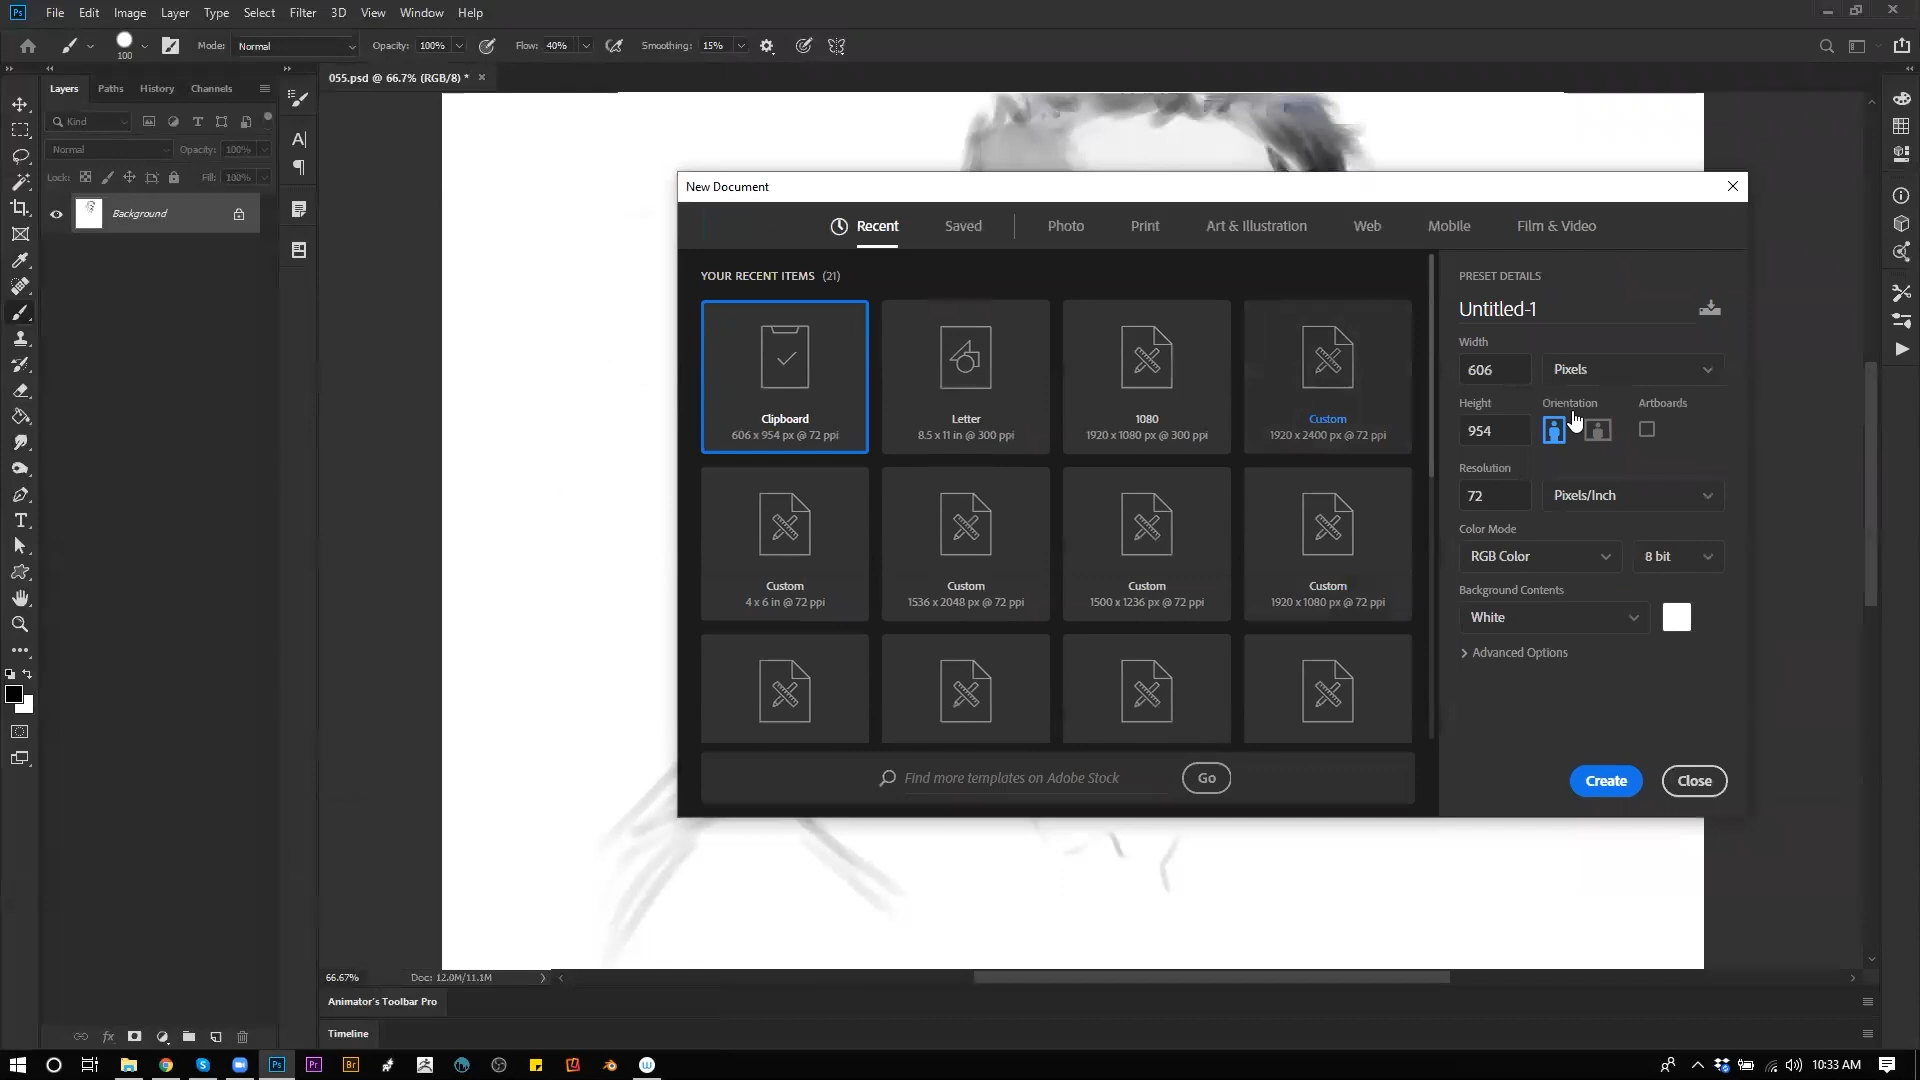 Ps File Edit Image Layer Type Select Filter 3D View Window Help
100 Mode: Normal Opacity: 100% Flow: 40% Smoothing: 15%
Layers Paths History Channels
055.psd @ 66.7% (RGB/8) *
Kind
Normal Opacity: 100%
Lock: Fill: 100%
Background
New Document
Recent Saved Photo Print Art & Illustration Web Mobile Film & Video
YOUR RECENT ITEMS (21)
Clipboard
606 x 954 px @ 72 ppi
Letter
8.5 x 11 in @ 300 ppi
1080
1920 x 1080 px @ 300 ppi
Custom
1920 x 2400 px @ 72 ppi
Custom
4 x 6 in @ 72 ppi
Custom
1536 x 2048 px @ 72 ppi
Custom
1500 x 1236 px @ 72 ppi
Custom
1920 x 1080 px @ 72 ppi
Find more templates on Adobe Stock
Go
PRESET DETAILS
Untitled-1
Width
606 Pixels
Height Orientation Artboards
954
Resolution
72 Pixels/Inch
Color Mode
RGB Color 8 bit
Background Contents
White
Advanced Options
Create Close
66.67% Doc: 12.0M/11.1M
Animator's Toolbar Pro
fx
Timeline
Ps Pr Br 10:33 AM